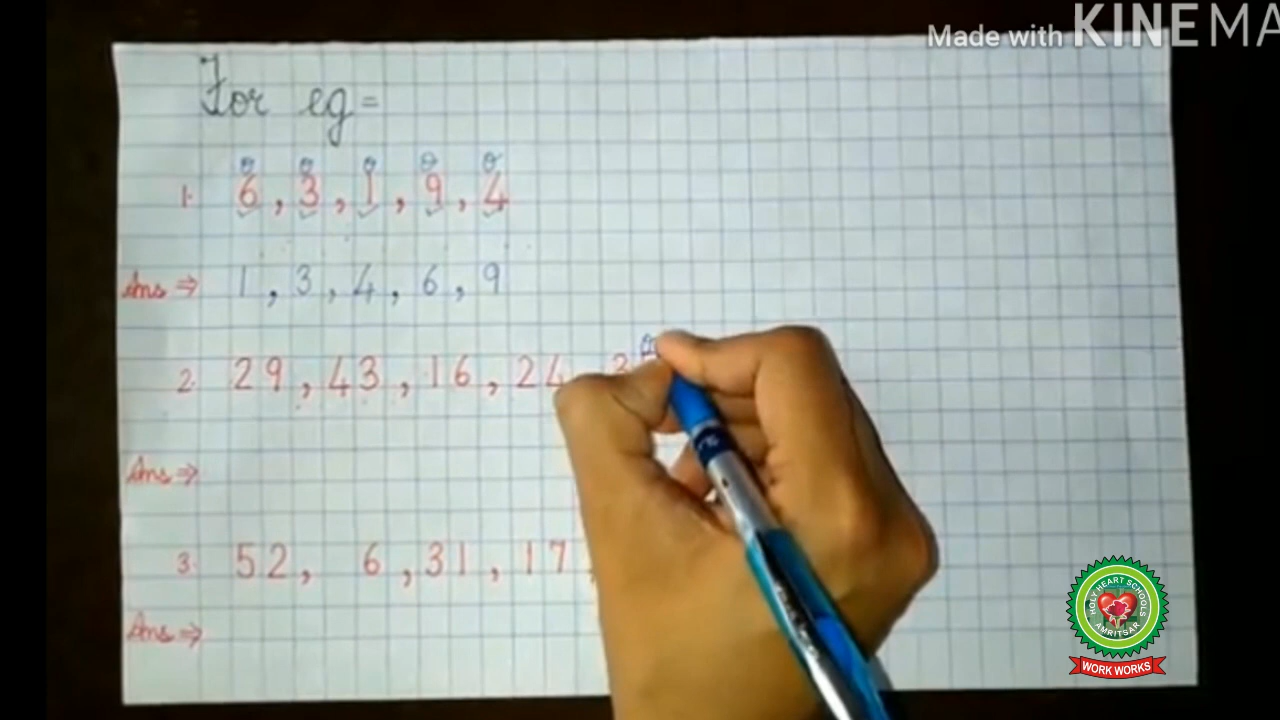 Made with KINEMA
For eg =
o o o o o
1. 6, 3, 1, 9, 4
Ans ⇒ 1, 3, 4, 6, 9
2. 29, 43, 16, 24, 3
Ans ⇒
3. 52, 6, 31, 17,
Ans ⇒
HOLY HEART SCHOOLS
AMRITSAR
WORK WORKS